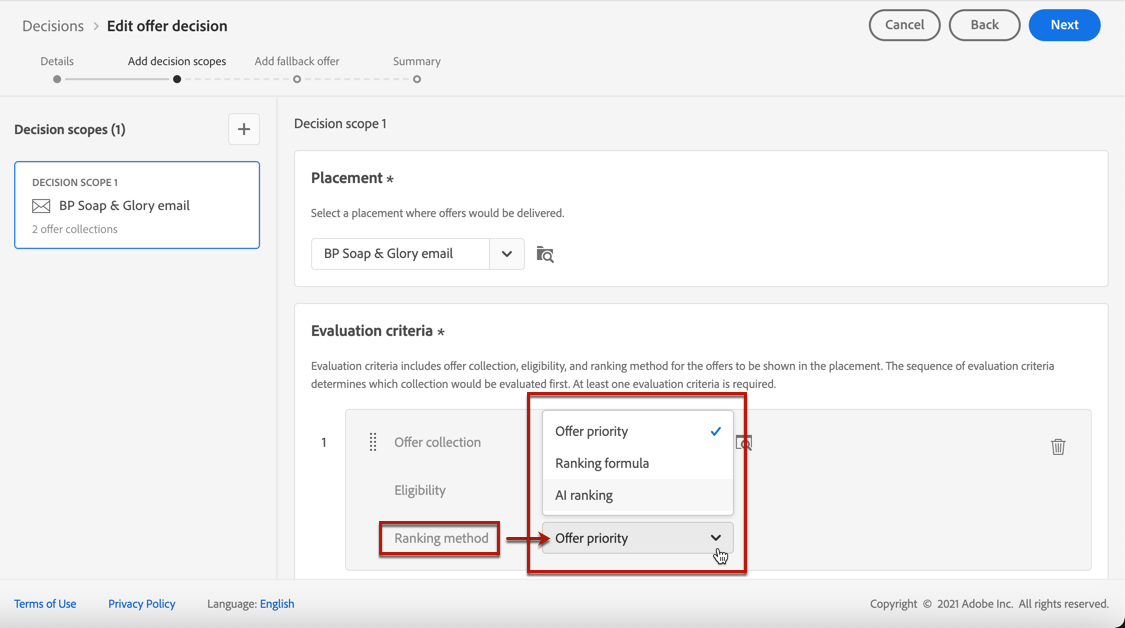 Decisions > Edit offer decision
Cancel
Back
Next
Details
Add decision scopes
Add fallback offer
Summary
Decision scopes (1)
+
DECISION SCOPE 1
BP Soap & Glory email
2 offer collections
Decision scope 1
Placement *
Select a placement where offers would be delivered.
BP Soap & Glory email
Evaluation criteria *
Evaluation criteria includes offer collection, eligibility, and ranking method for the offers to be shown in the placement. The sequence of evaluation criteria
determines which collection would be evaluated first. At least one evaluation criteria is required.
1
Offer collection
Eligibility
Ranking method
Offer priority
Ranking formula
AI ranking
Offer priority
Terms of Use
Privacy Policy
Language: English
Copyright © 2021 Adobe Inc. All rights reserved.